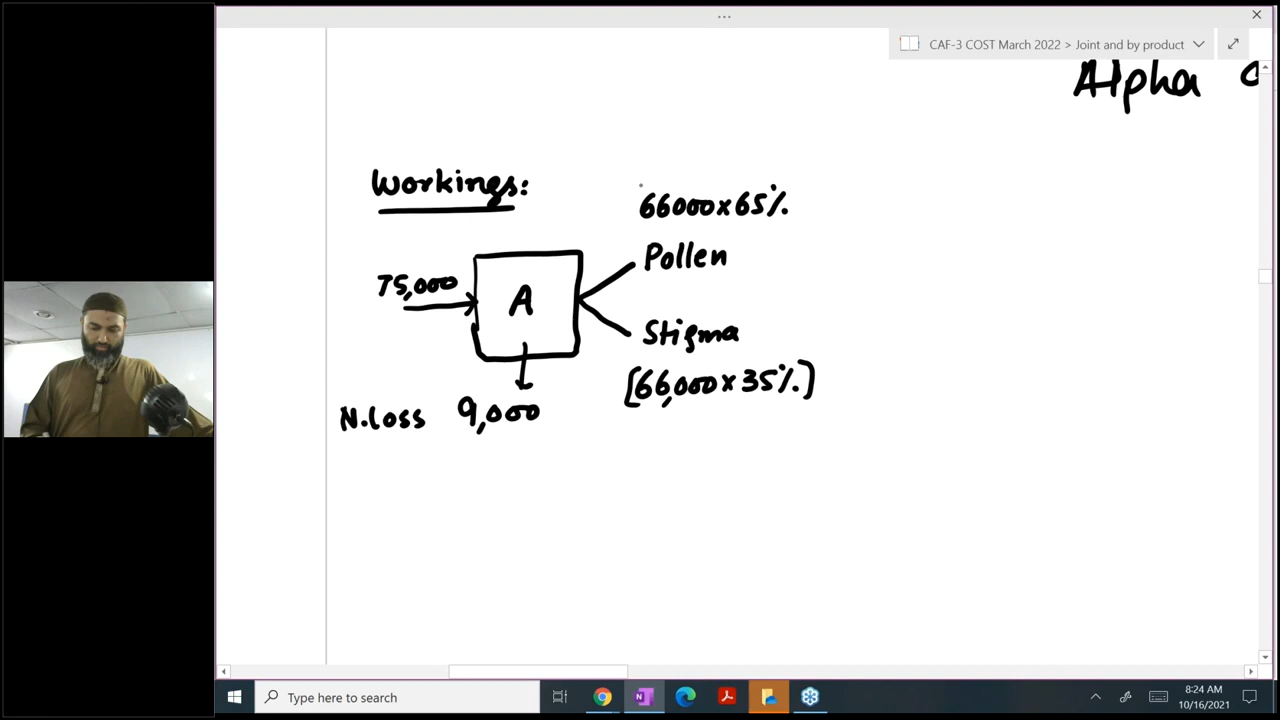 CAF-3 COST March 2022 > Joint and by product
Alpha
Workings:
66000x65%
75,000
A
Pollen
Stigma
[66,000x35%]
N.Loss 9,000
Type here to search
8:24 AM
10/16/2021